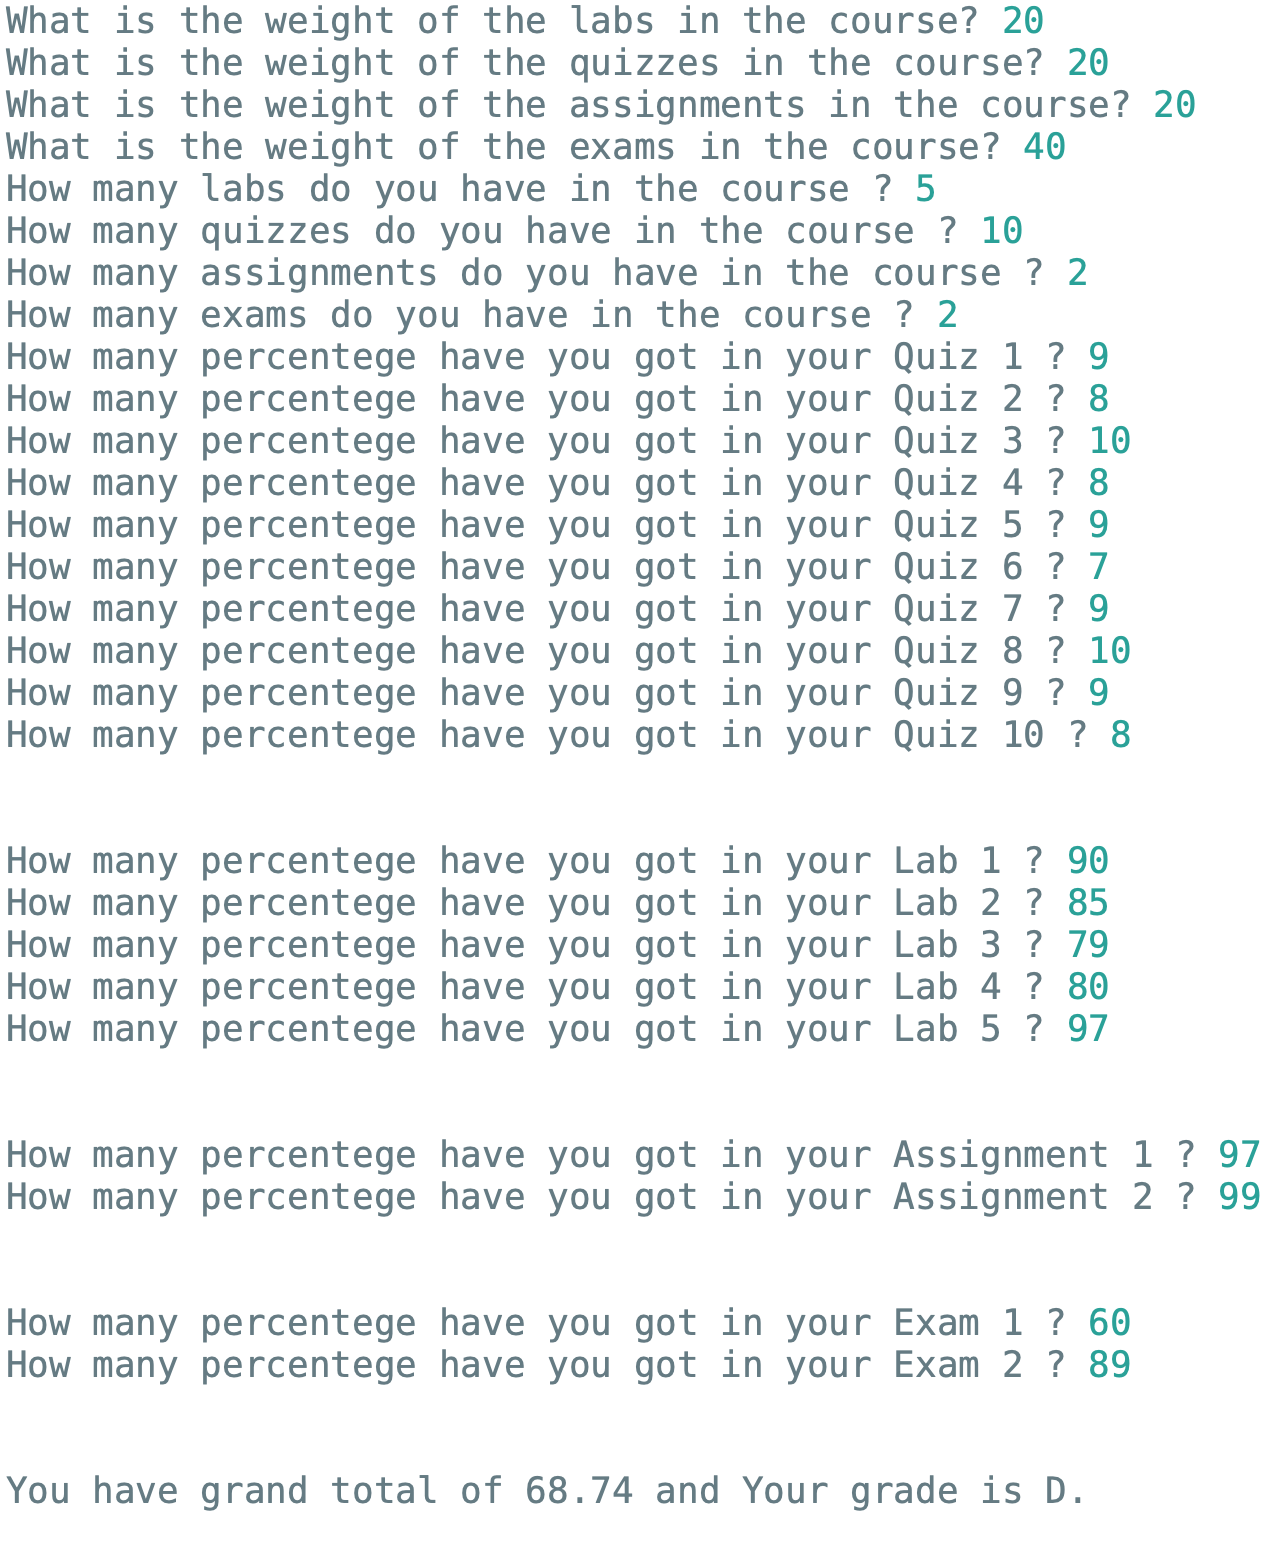 What is the weight of the labs in the course? 20
What is the weight of the quizzes in the course? 20
What is the weight of the assignments in the course? 20
What is the weight of the exams in the course? 40
How many labs do you have in the course ? 5
How many quizzes do you have in the course ? 10
How many assignments do you have in the course ? 2
How many exams do you have in the course ? 2
How many percentege have you got in your Quiz 1 ? 9
How many percentege have you got in your Quiz 2 ? 8
How many percentege have you got in your Quiz 3 ? 10
How many percentege have you got in your Quiz 4 ? 8
How many percentege have you got in your Quiz 5 ? 9
How many percentege have you got in your Quiz 6 ? 7
How many percentege have you got in your Quiz 7 ? 9
How many percentege have you got in your Quiz 8 ? 10
How many percentege have you got in your Quiz 9 ? 9
How many percentege have you got in your Quiz 10 ? 8
How many percentege have you got in your Lab 1 ? 90
How many percentege have you got in your Lab 2 ? 85
How many percentege have you got in your Lab 3 ? 79
How many percentege have you got in your Lab 4 ? 80
How many percentege have you got in your Lab 5 ? 97
How many percentege have you got in your Assignment 1 ? 97
How many percentege have you got in your Assignment 2 ? 99
How many percentege have you got in your Exam 1 ? 60
How many percentege have you got in your Exam 2 ? 89
You have grand total of 68.74 and Your grade is D.